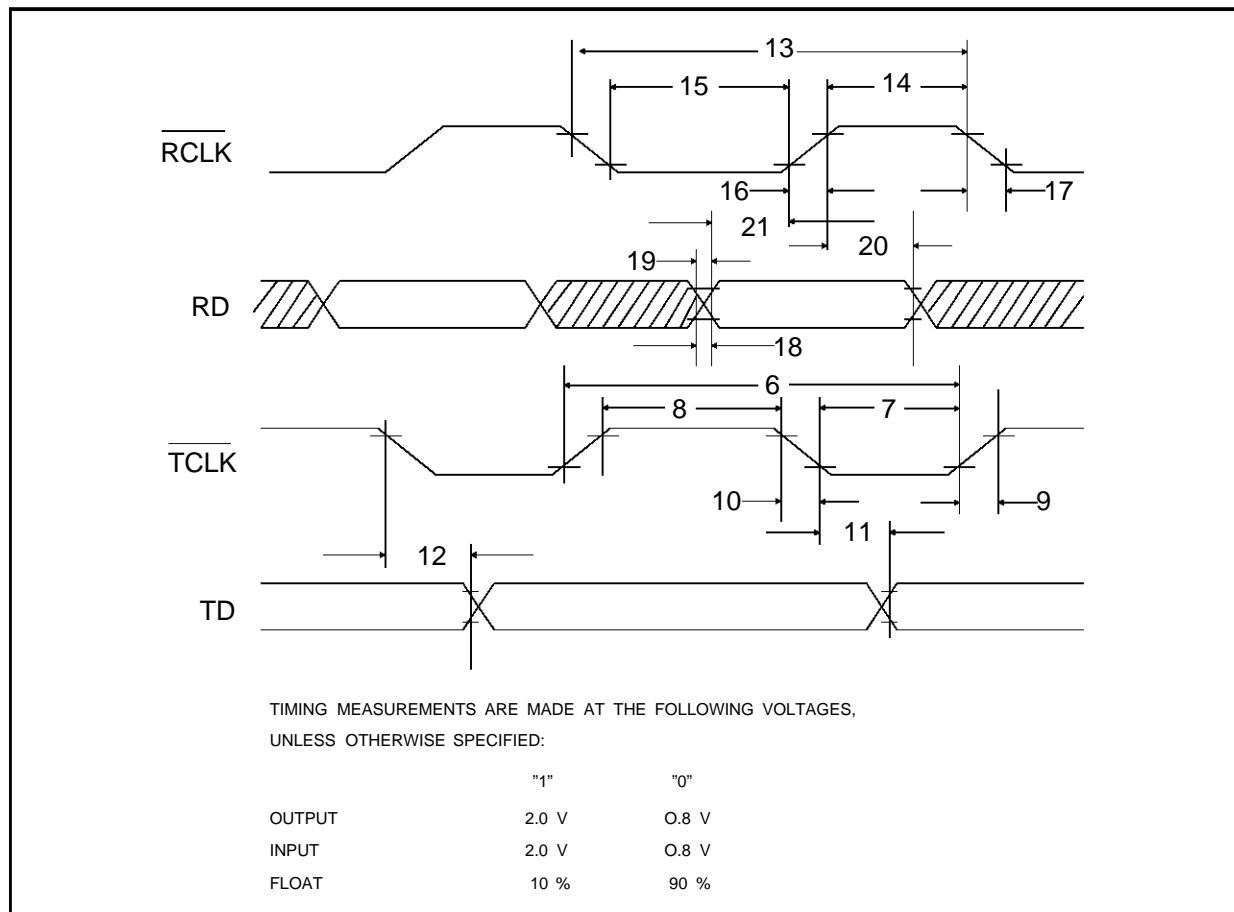 13
15
14
RCLK
16
17
21
20
19
RD
18
6
8
7
TCLK
10
9
11
12
TD
TIMING MEASUREMENTS ARE MADE AT THE FOLLOWING VOLTAGES,
UNLESS OTHERWISE SPECIFIED:
"1" "0"
OUTPUT 2.0 V O.8 V
INPUT 2.0 V O.8 V
FLOAT 10 % 90 %